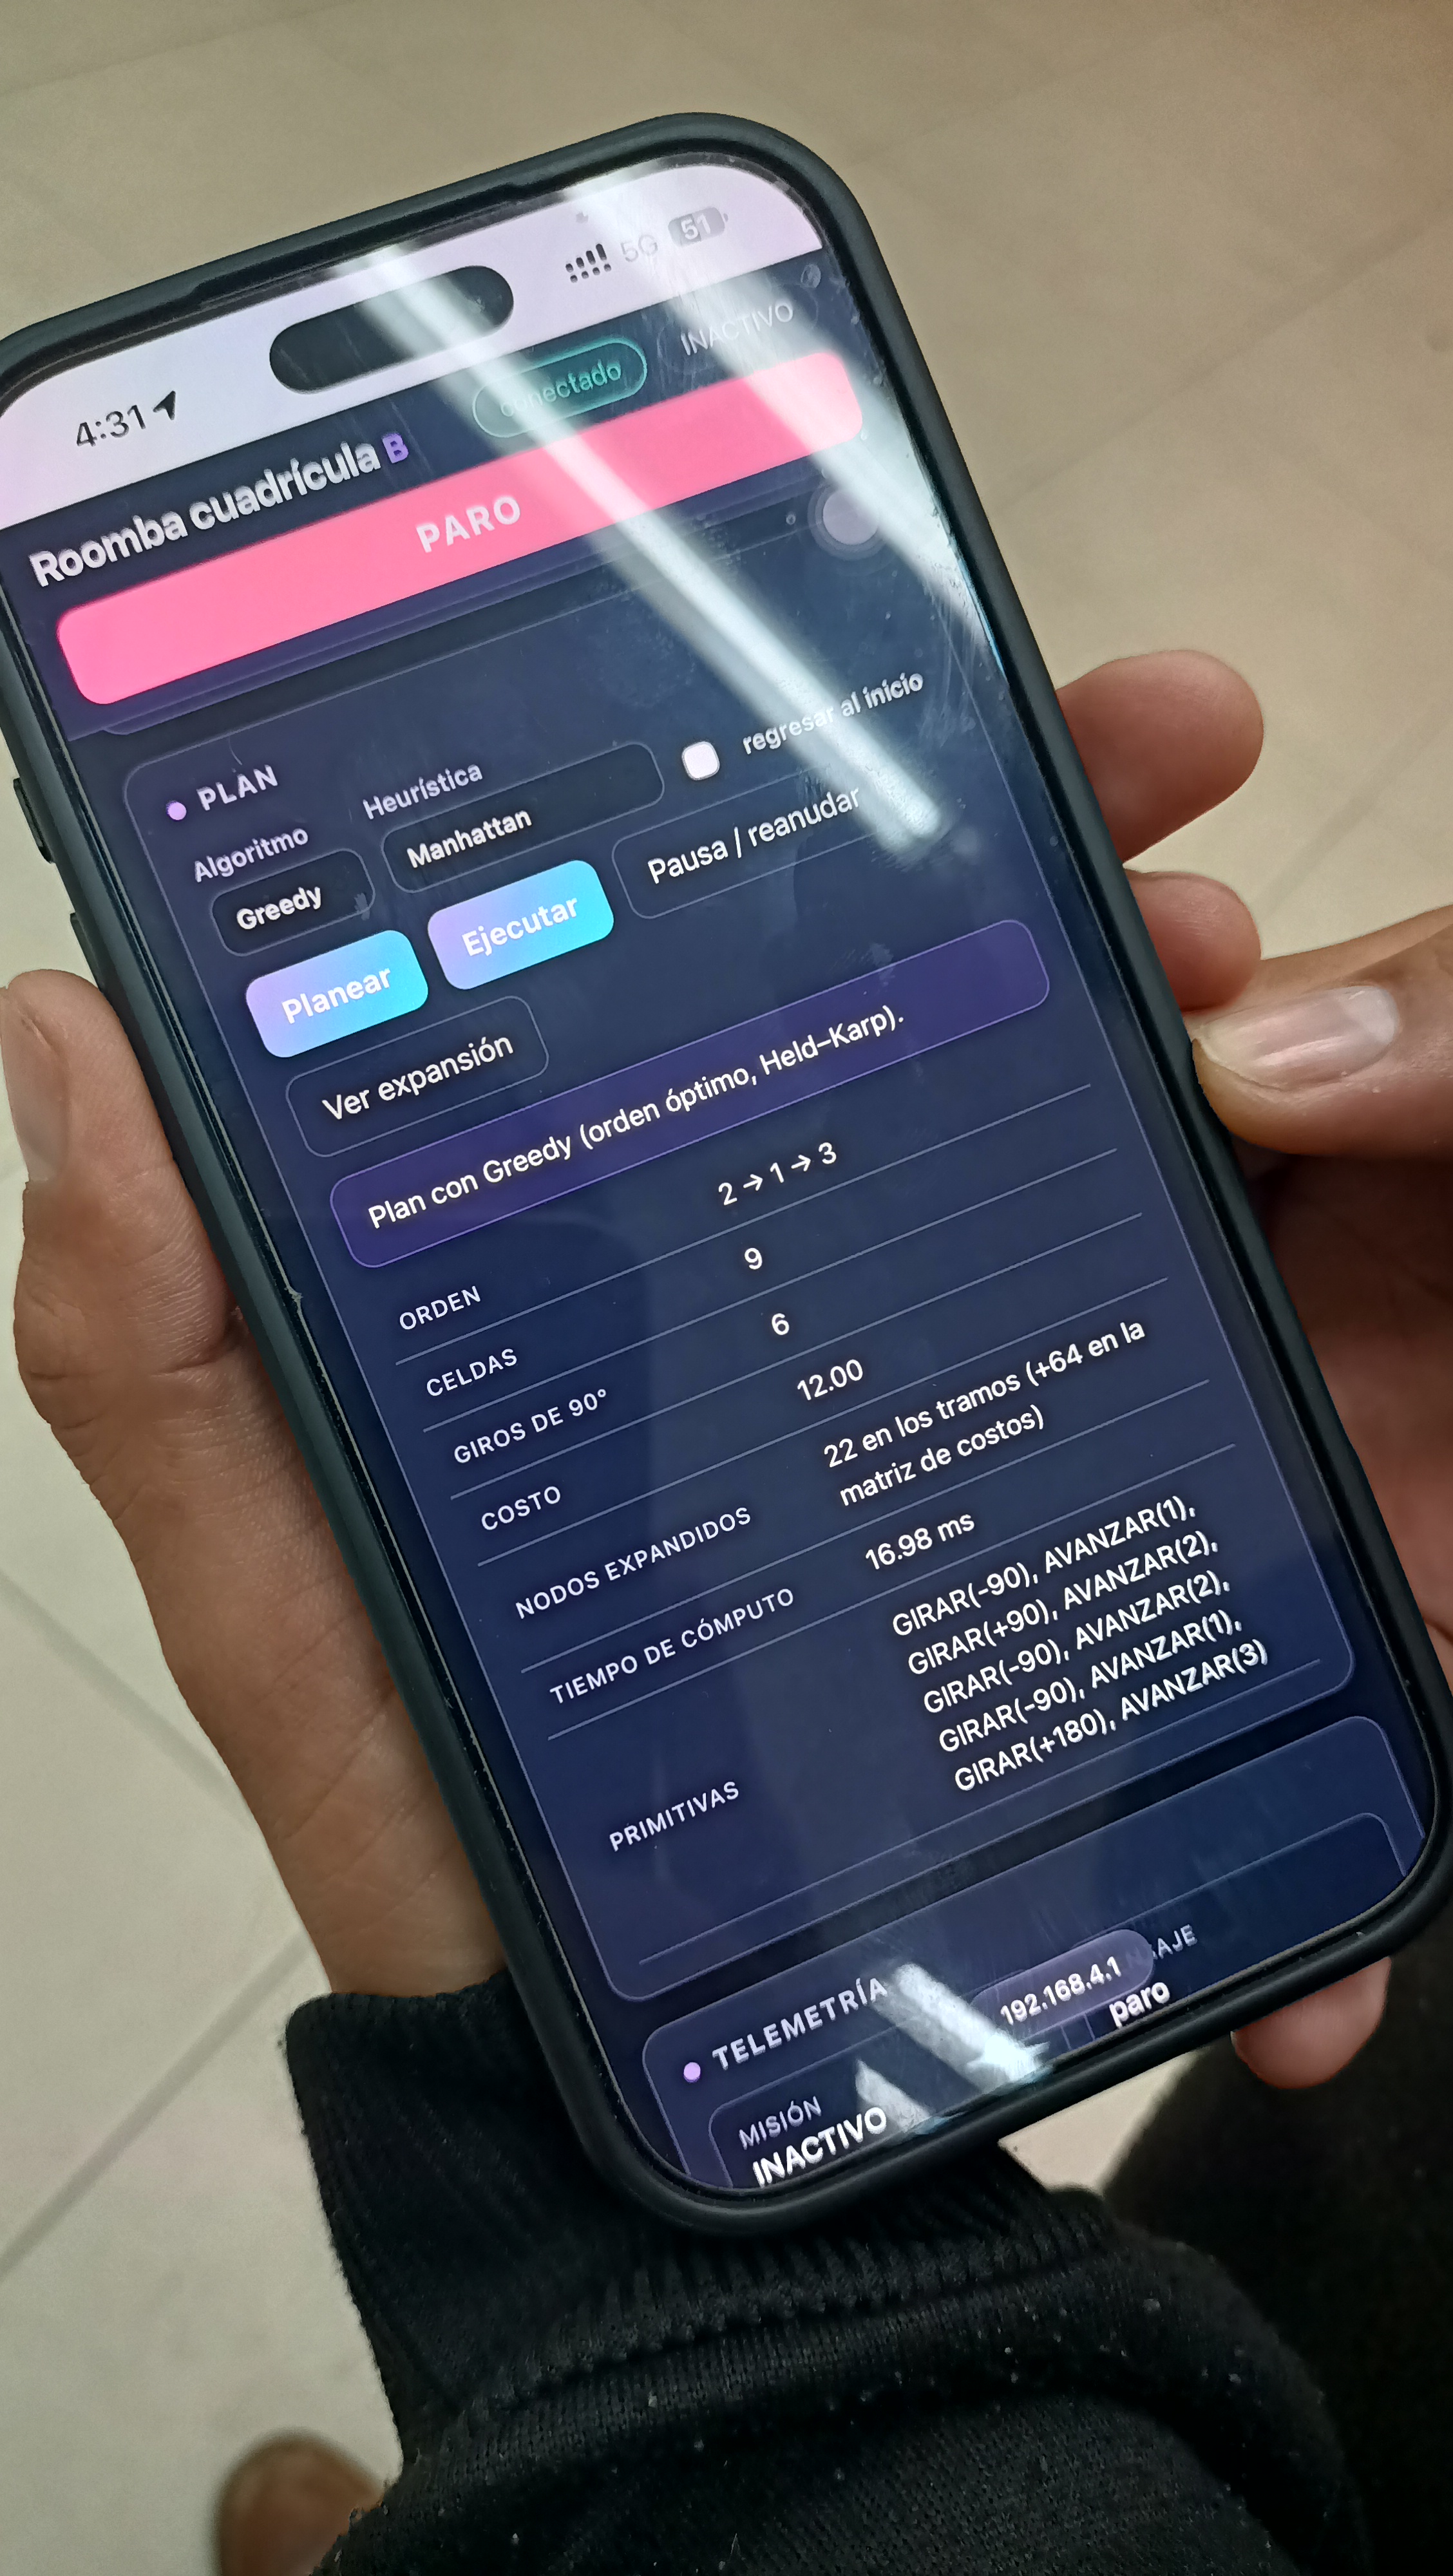 4:31
5G 51
Roomba cuadrícula B
conectado
INACTIVO
PARO
PLAN
Algoritmo
Heurística
Greedy
Manhattan
regresar al inicio
Planear
Ejecutar
Pausa / reanudar
Ver expansión
Plan con Greedy (orden óptimo, Held–Karp).
ORDEN 2 → 1 → 3
CELDAS 9
GIROS DE 90° 6
COSTO 12.00
NODOS EXPANDIDOS 22 en los tramos (+64 en la
matriz de costos)
TIEMPO DE CÓMPUTO 16.98 ms
PRIMITIVAS GIRAR(-90), AVANZAR(1),
GIRAR(+90), AVANZAR(2),
GIRAR(-90), AVANZAR(2),
GIRAR(-90), AVANZAR(1),
GIRAR(+180), AVANZAR(3)
TELEMETRÍA
192.168.4.1
MISIÓN
INACTIVO
paro